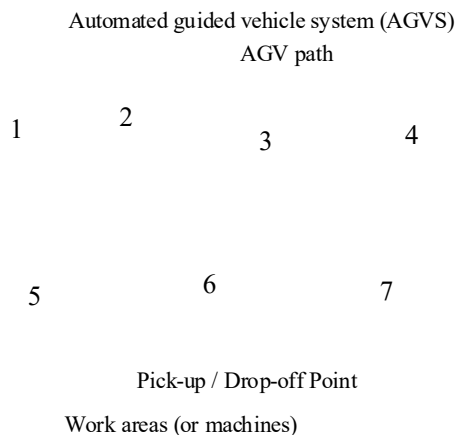 Automated guided vehicle system (AGVS)
AGV path
1
2
3
4
5
6
7
Pick-up / Drop-off Point
Work areas (or machines)